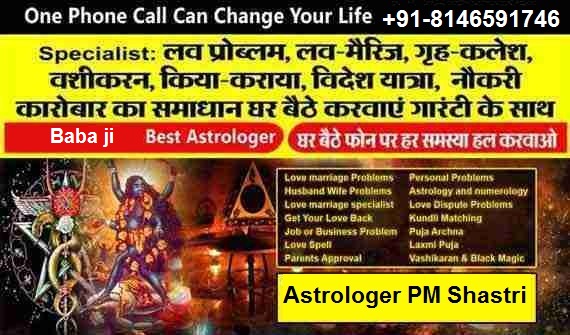 One Phone Call Can Change Your Life +91-8146591746
Specialist: लव प्रोब्लम, लव-मैरिज, गृह-कलेश,
वशीकरन, किया-कराया, विदेश यात्रा, नौकरी
कारोबार का समाधान घर बैठे करवाएं गारंटी के साथ
Baba ji Best Astrologer घर बैठे फोन पर हर समस्या हल करवाओ
Love marriage Problems Personal Problems
Husband Wife Problems Astrology and numerology
Love marriage specialist Love Dispute Problems
Get Your Love Back Kundli Matching
Job or Business Problem Puja Archna
Love Spell Laxmi Puja
Parents Approval Vashikaran & Black Magic
Astrologer PM Shastri